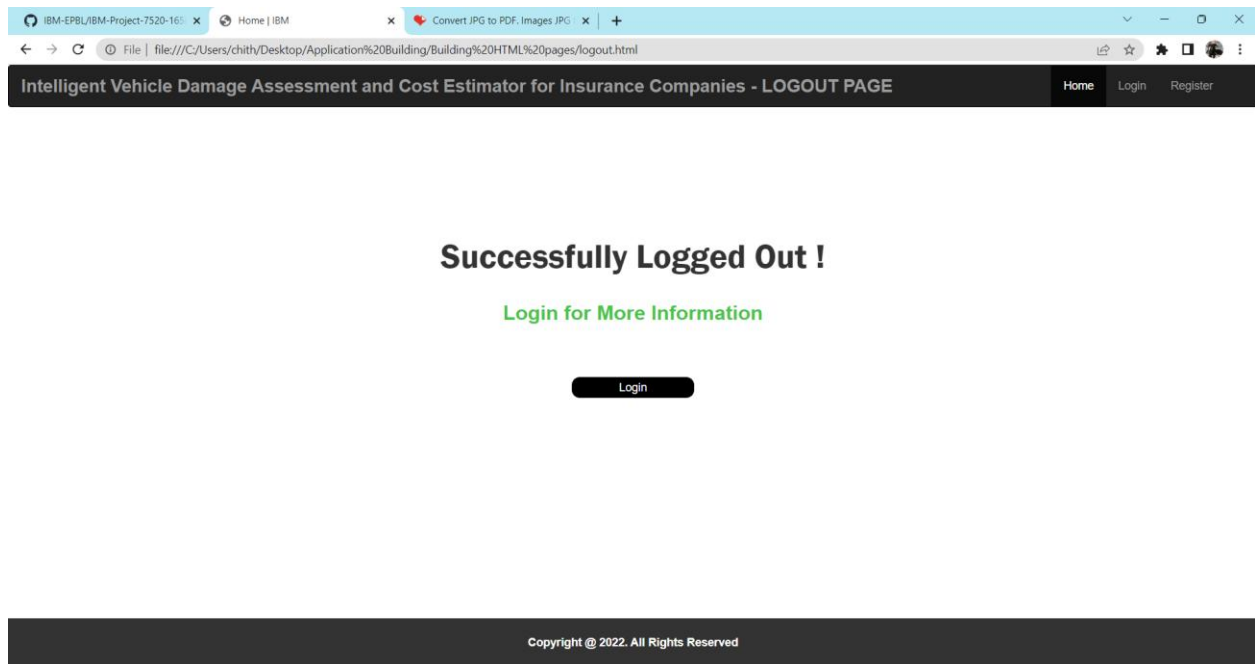 IBM-EPBL/IBM-Project-7520-165 Home | IBM Convert JPG to PDF. Images JPG
File | file:///C:/Users/chith/Desktop/Application%20Building/Building%20HTML%20pages/logout.html
Intelligent Vehicle Damage Assessment and Cost Estimator for Insurance Companies - LOGOUT PAGE Home Login Register
Successfully Logged Out !
Login for More Information
Login
Copyright @ 2022. All Rights Reserved